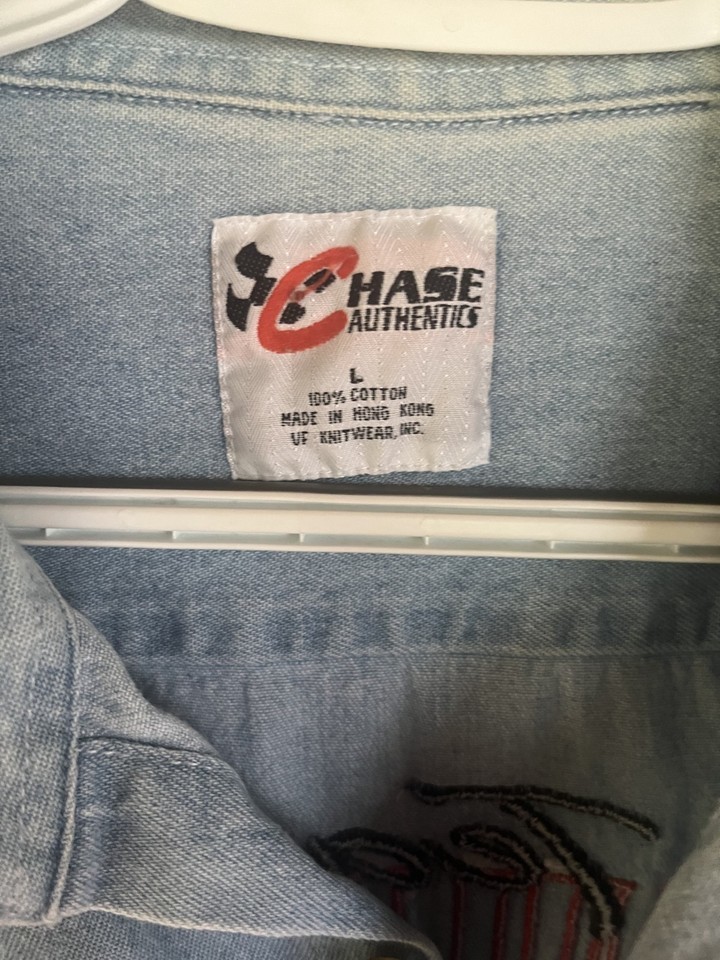 CHASE
AUTHENTICS
L
100% COTTON
MADE IN HONG KONG
VF KNITWEAR, INC.